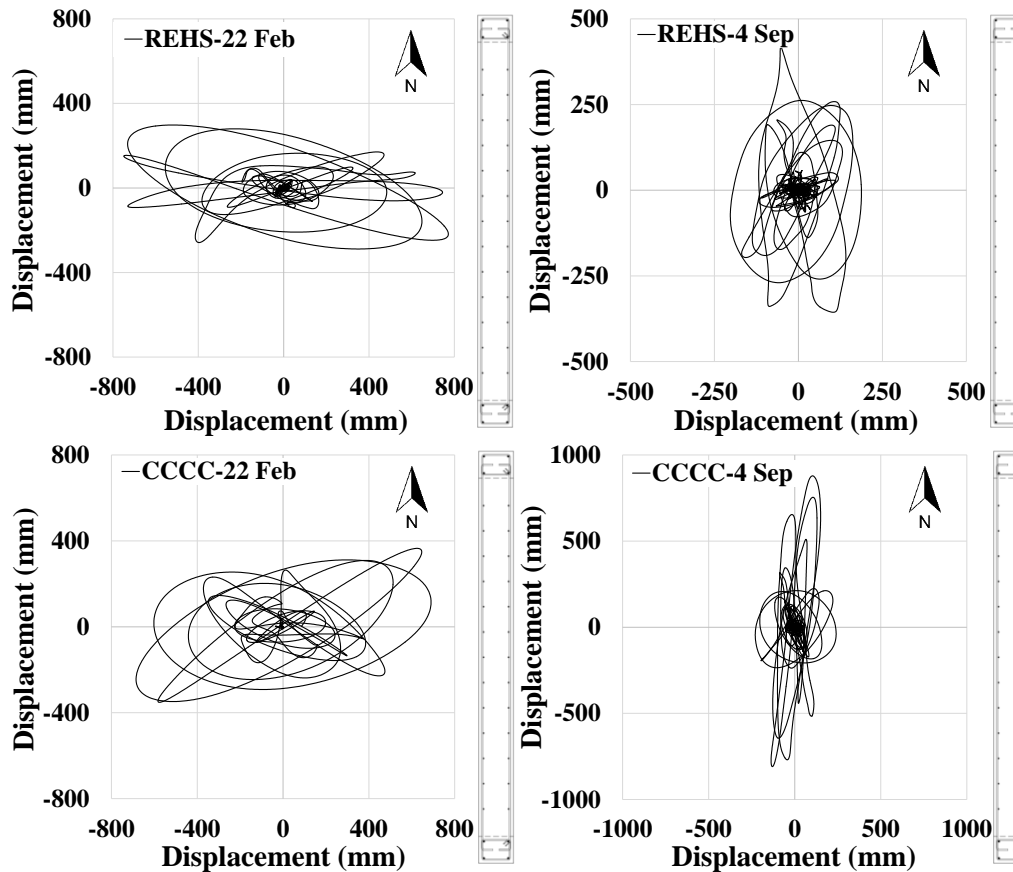 800
REHS-22 Feb
N
400
0
-400
-800
-800 -400 0 400 800
Displacement (mm)
Displacement (mm)
500
REHS-4 Sep
N
250
0
-250
-500
-500 -250 0 250 500
Displacement (mm)
Displacement (mm)
800
CCCC-22 Feb
N
400
0
-400
-800
-800 -400 0 400 800
Displacement (mm)
Displacement (mm)
1000
CCCC-4 Sep
N
500
0
-500
-1000
-1000 -500 0 500 1000
Displacement (mm)
Displacement (mm)